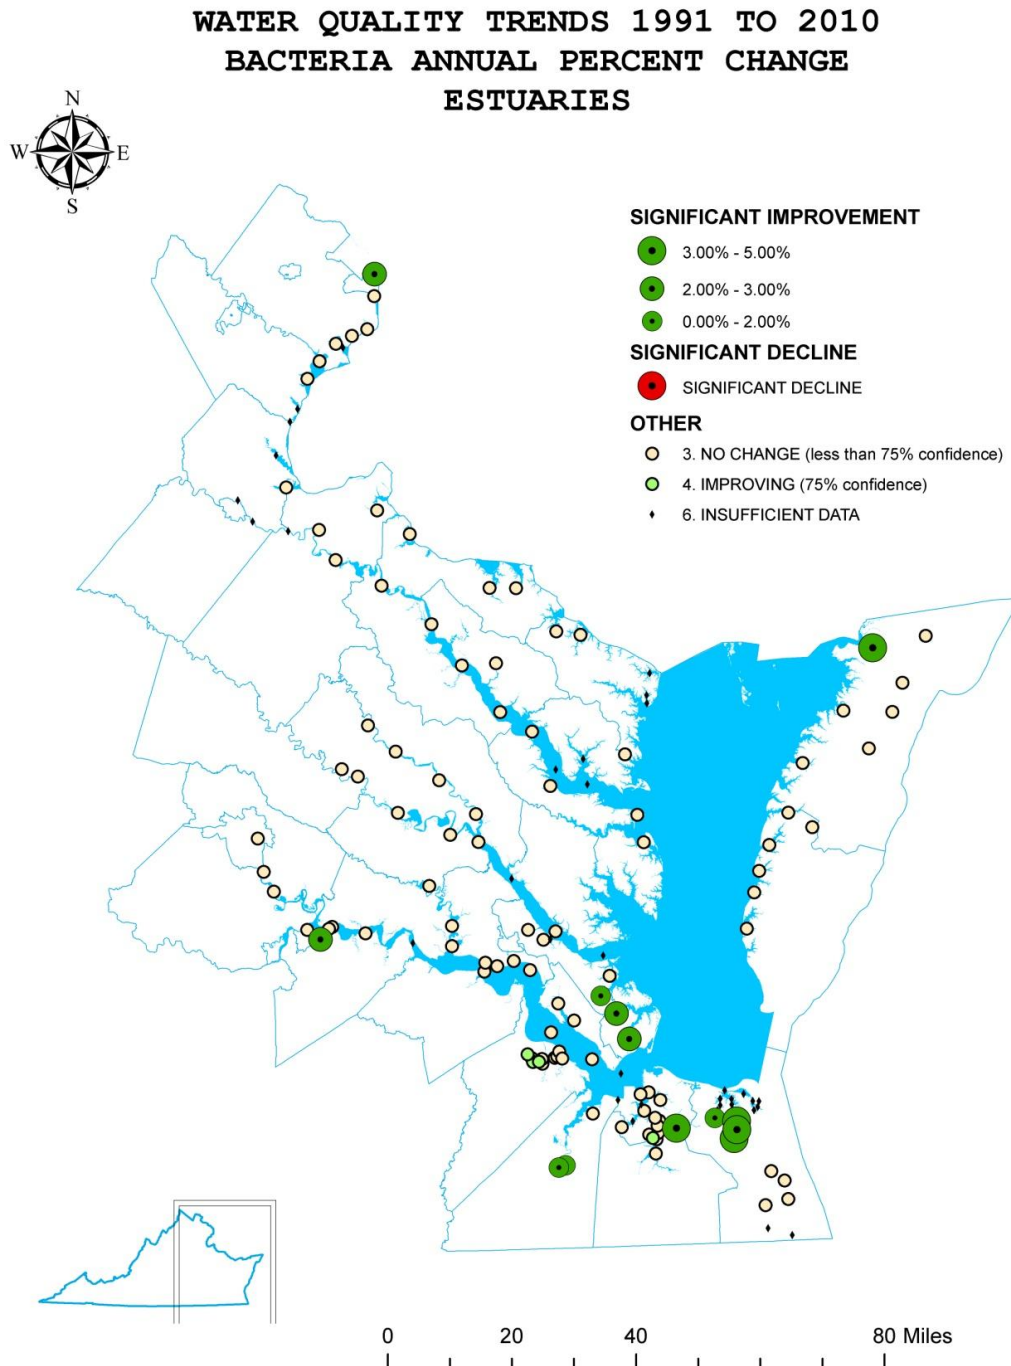 WATER QUALITY TRENDS 1991 TO 2010
BACTERIA ANNUAL PERCENT CHANGE
ESTUARIES
N
W E
S
SIGNIFICANT IMPROVEMENT
3.00% - 5.00%
2.00% - 3.00%
0.00% - 2.00%
SIGNIFICANT DECLINE
SIGNIFICANT DECLINE
OTHER
3. NO CHANGE (less than 75% confidence)
4. IMPROVING (75% confidence)
6. INSUFFICIENT DATA
0 20 40 80 Miles